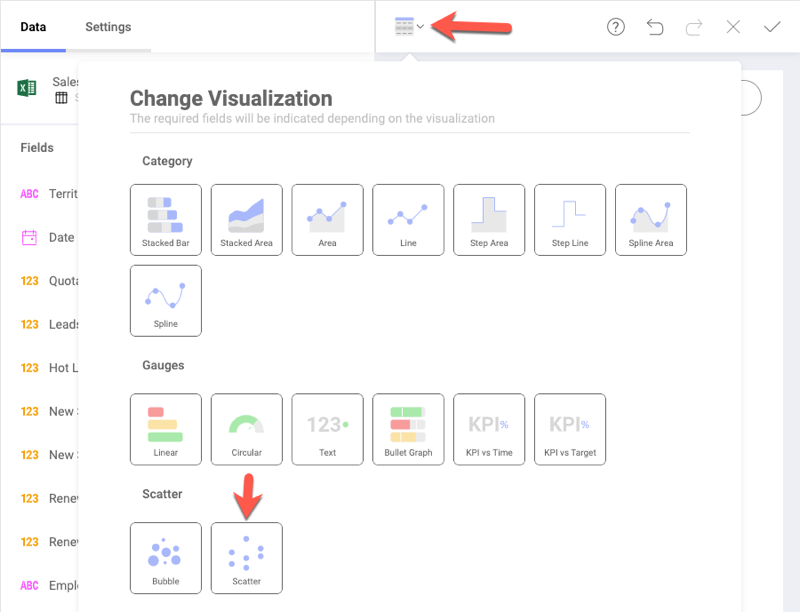 Data Settings
?
Sales
S
Fields
ABC Territ
Date
123 Quota
123 Leads
123 Hot L
123 New S
123 New S
123 Renew
123 Renew
ABC Emplo
Change Visualization
The required fields will be indicated depending on the visualization
Category
Stacked Bar Stacked Area Area Line Step Area Step Line Spline Area
Spline
Gauges
123 KPI% KPI%
Linear Circular Text Bullet Graph KPI vs Time KPI vs Target
Scatter
Bubble Scatter